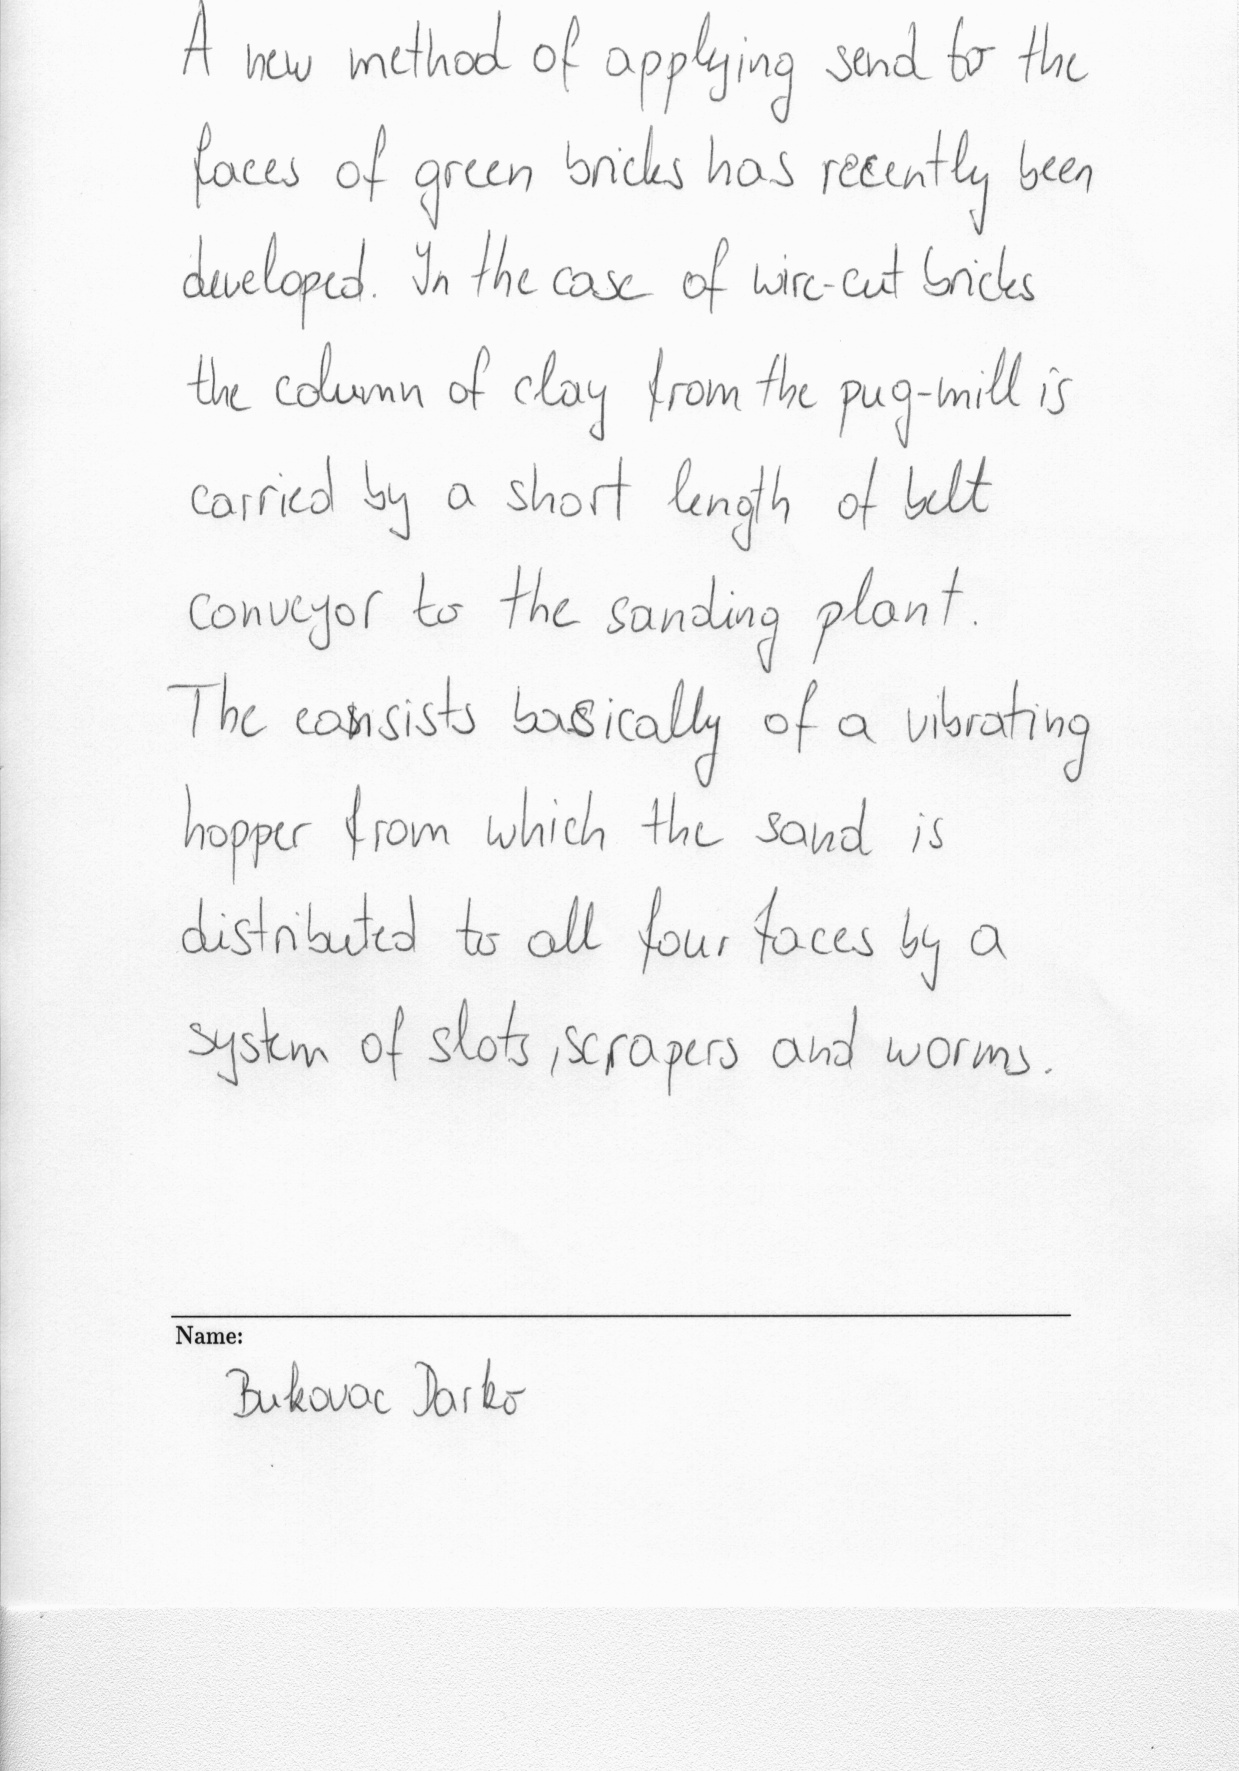 A new method of applying send to the
faces of green bricks has recently been
developed. In the case of wire-cut bricks
the column of clay from the pug-mill is
carried by a short length of belt
conveyor to the sanding plant.
The consists basically of a vibrating
hopper from which the sand is
distributed to all four faces by a
system of slots, scrapers and worms.
Name:
Bukovac Darko